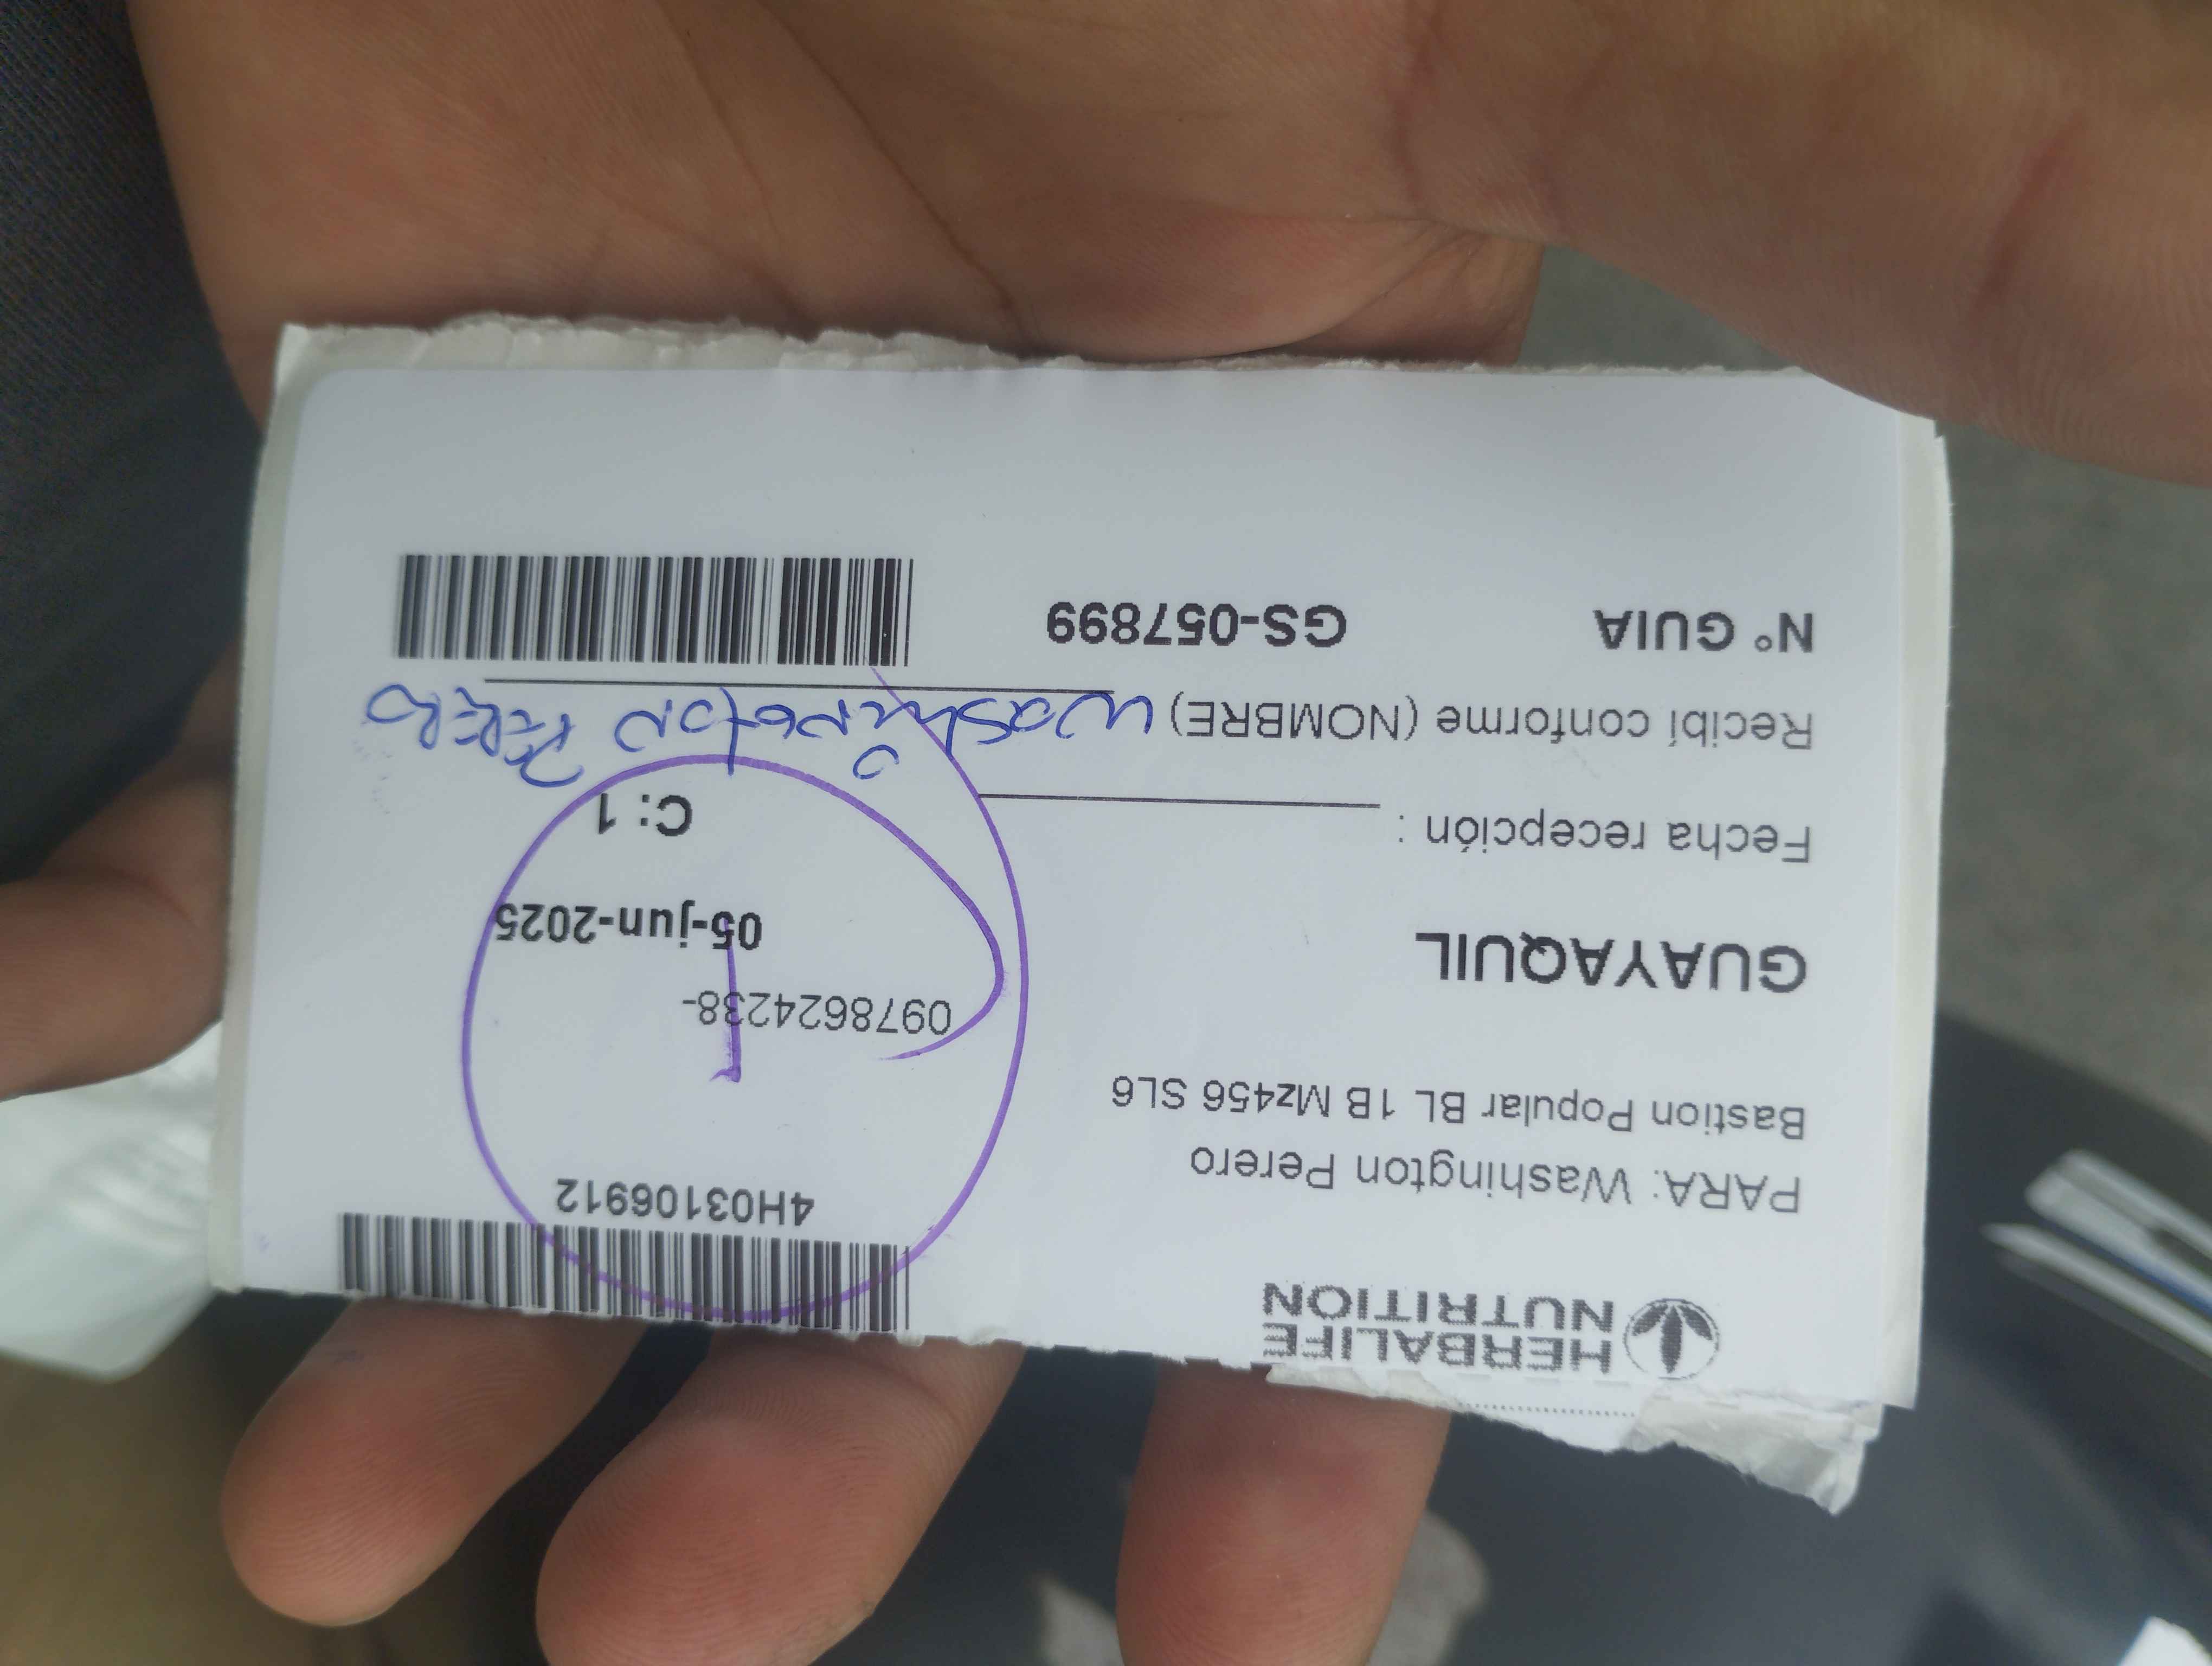 HERBALIFE
NUTRITION
4H03106912
PARA: Washington Perero
Bastion Popular BL 1B Mz456 SL6
0978624238-
GUAYAQUIL
05-jun-2025
Fecha recepción :
C: 1
Recibí conforme (NOMBRE) Washington Perero
N° GUIA GS-057899